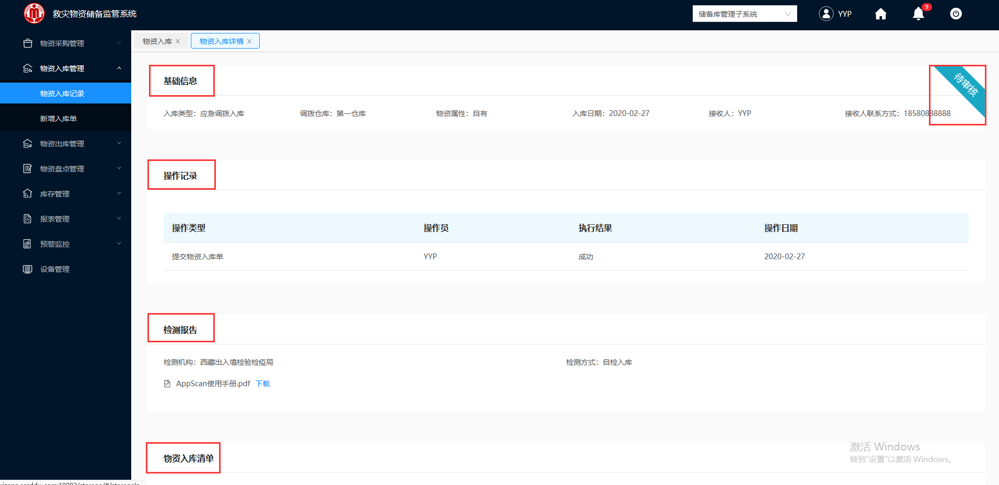 救灾物资储备监管系统
储备库管理子系统
YYP
9
物资采购管理
物资入库管理
物资入库记录
新增入库单
物资出库管理
物资盘点管理
库存管理
报表管理
预警监控
设备管理
物资入库 X
物资入库详情 X
基础信息
待审核
入库类型：应急调拨入库
调拨仓库：第一仓库
物资属性：自有
入库日期：2020-02-27
接收人：YYP
接收人联系方式：18580888888
操作记录
操作类型 操作员 执行结果 操作日期
提交物资入库单 YYP 成功 2020-02-27
检测报告
检测机构：西藏出入境检验检疫局
检测方式：自检入库
AppScan使用手册.pdf 下载
物资入库清单
激活 Windows
转到"设置"以激活 Windows。